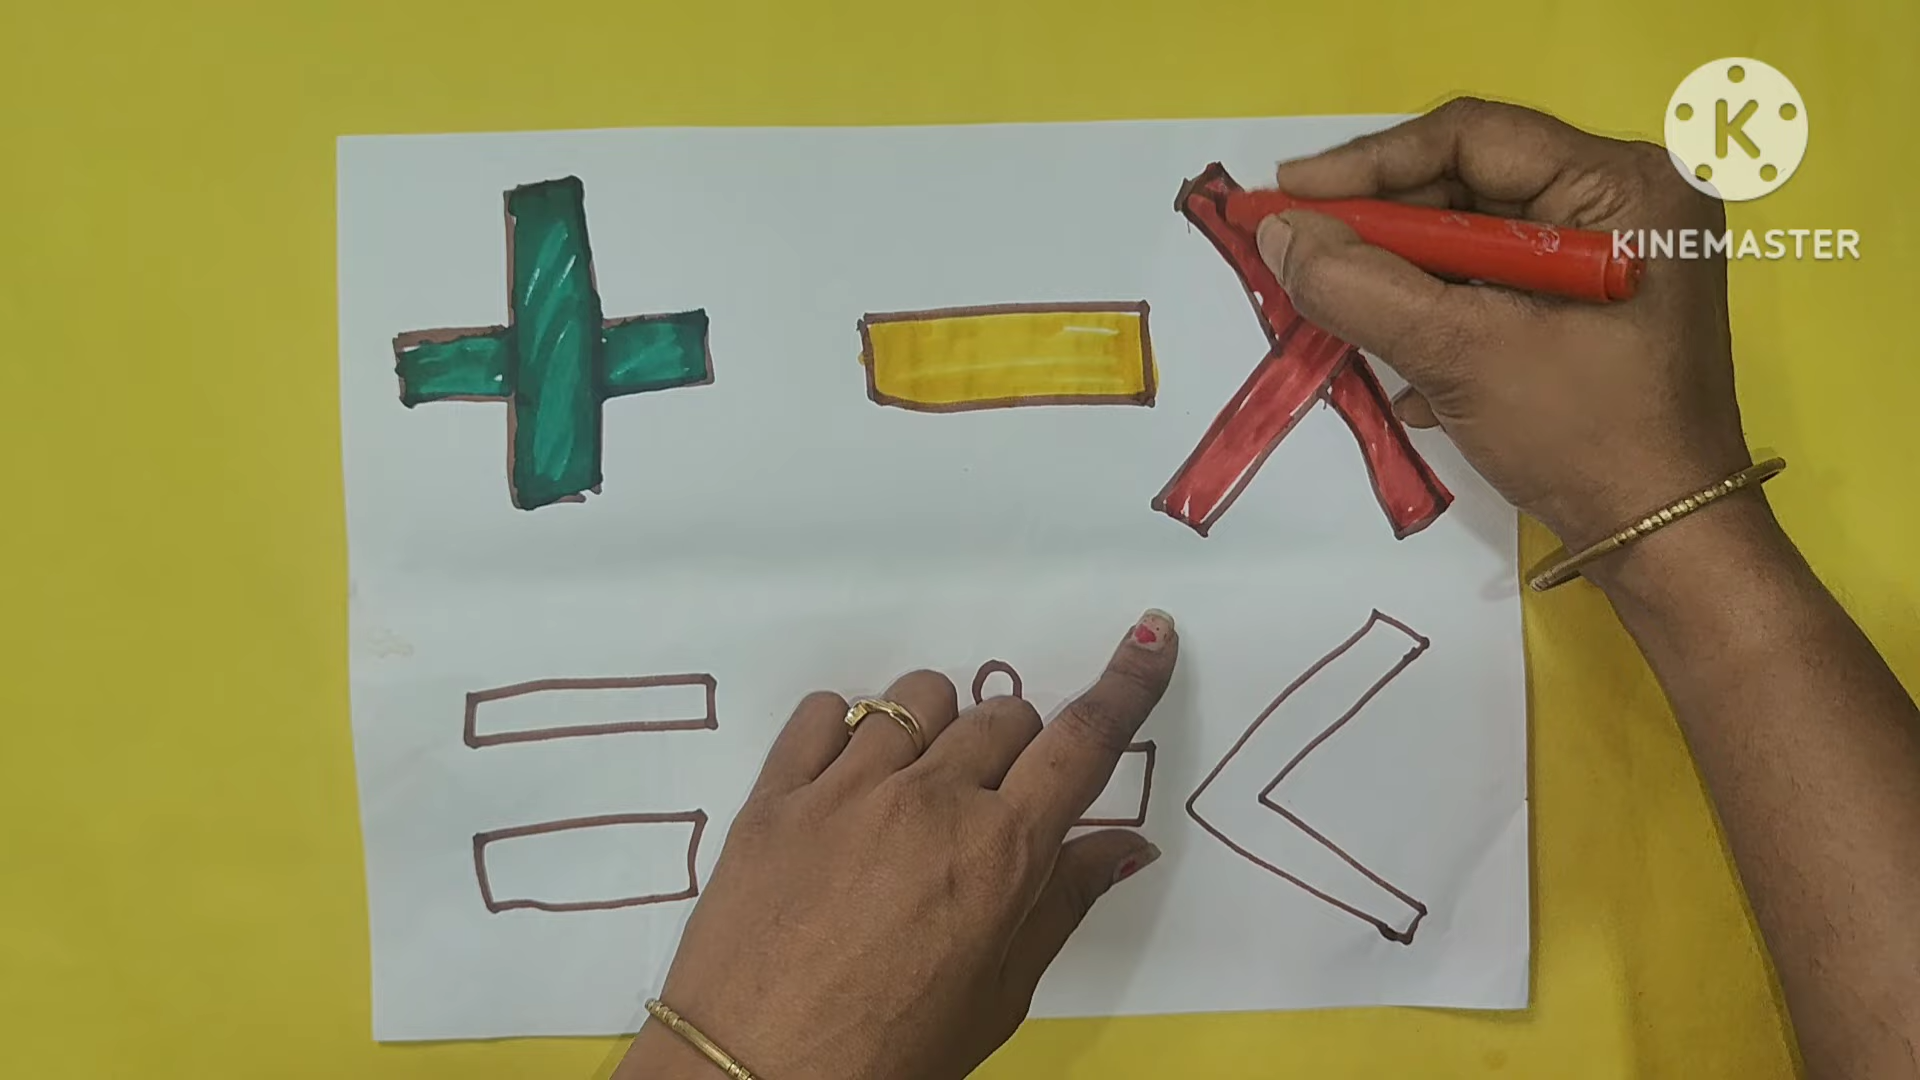 K
KINEMASTER
+ - ×
= ÷ <